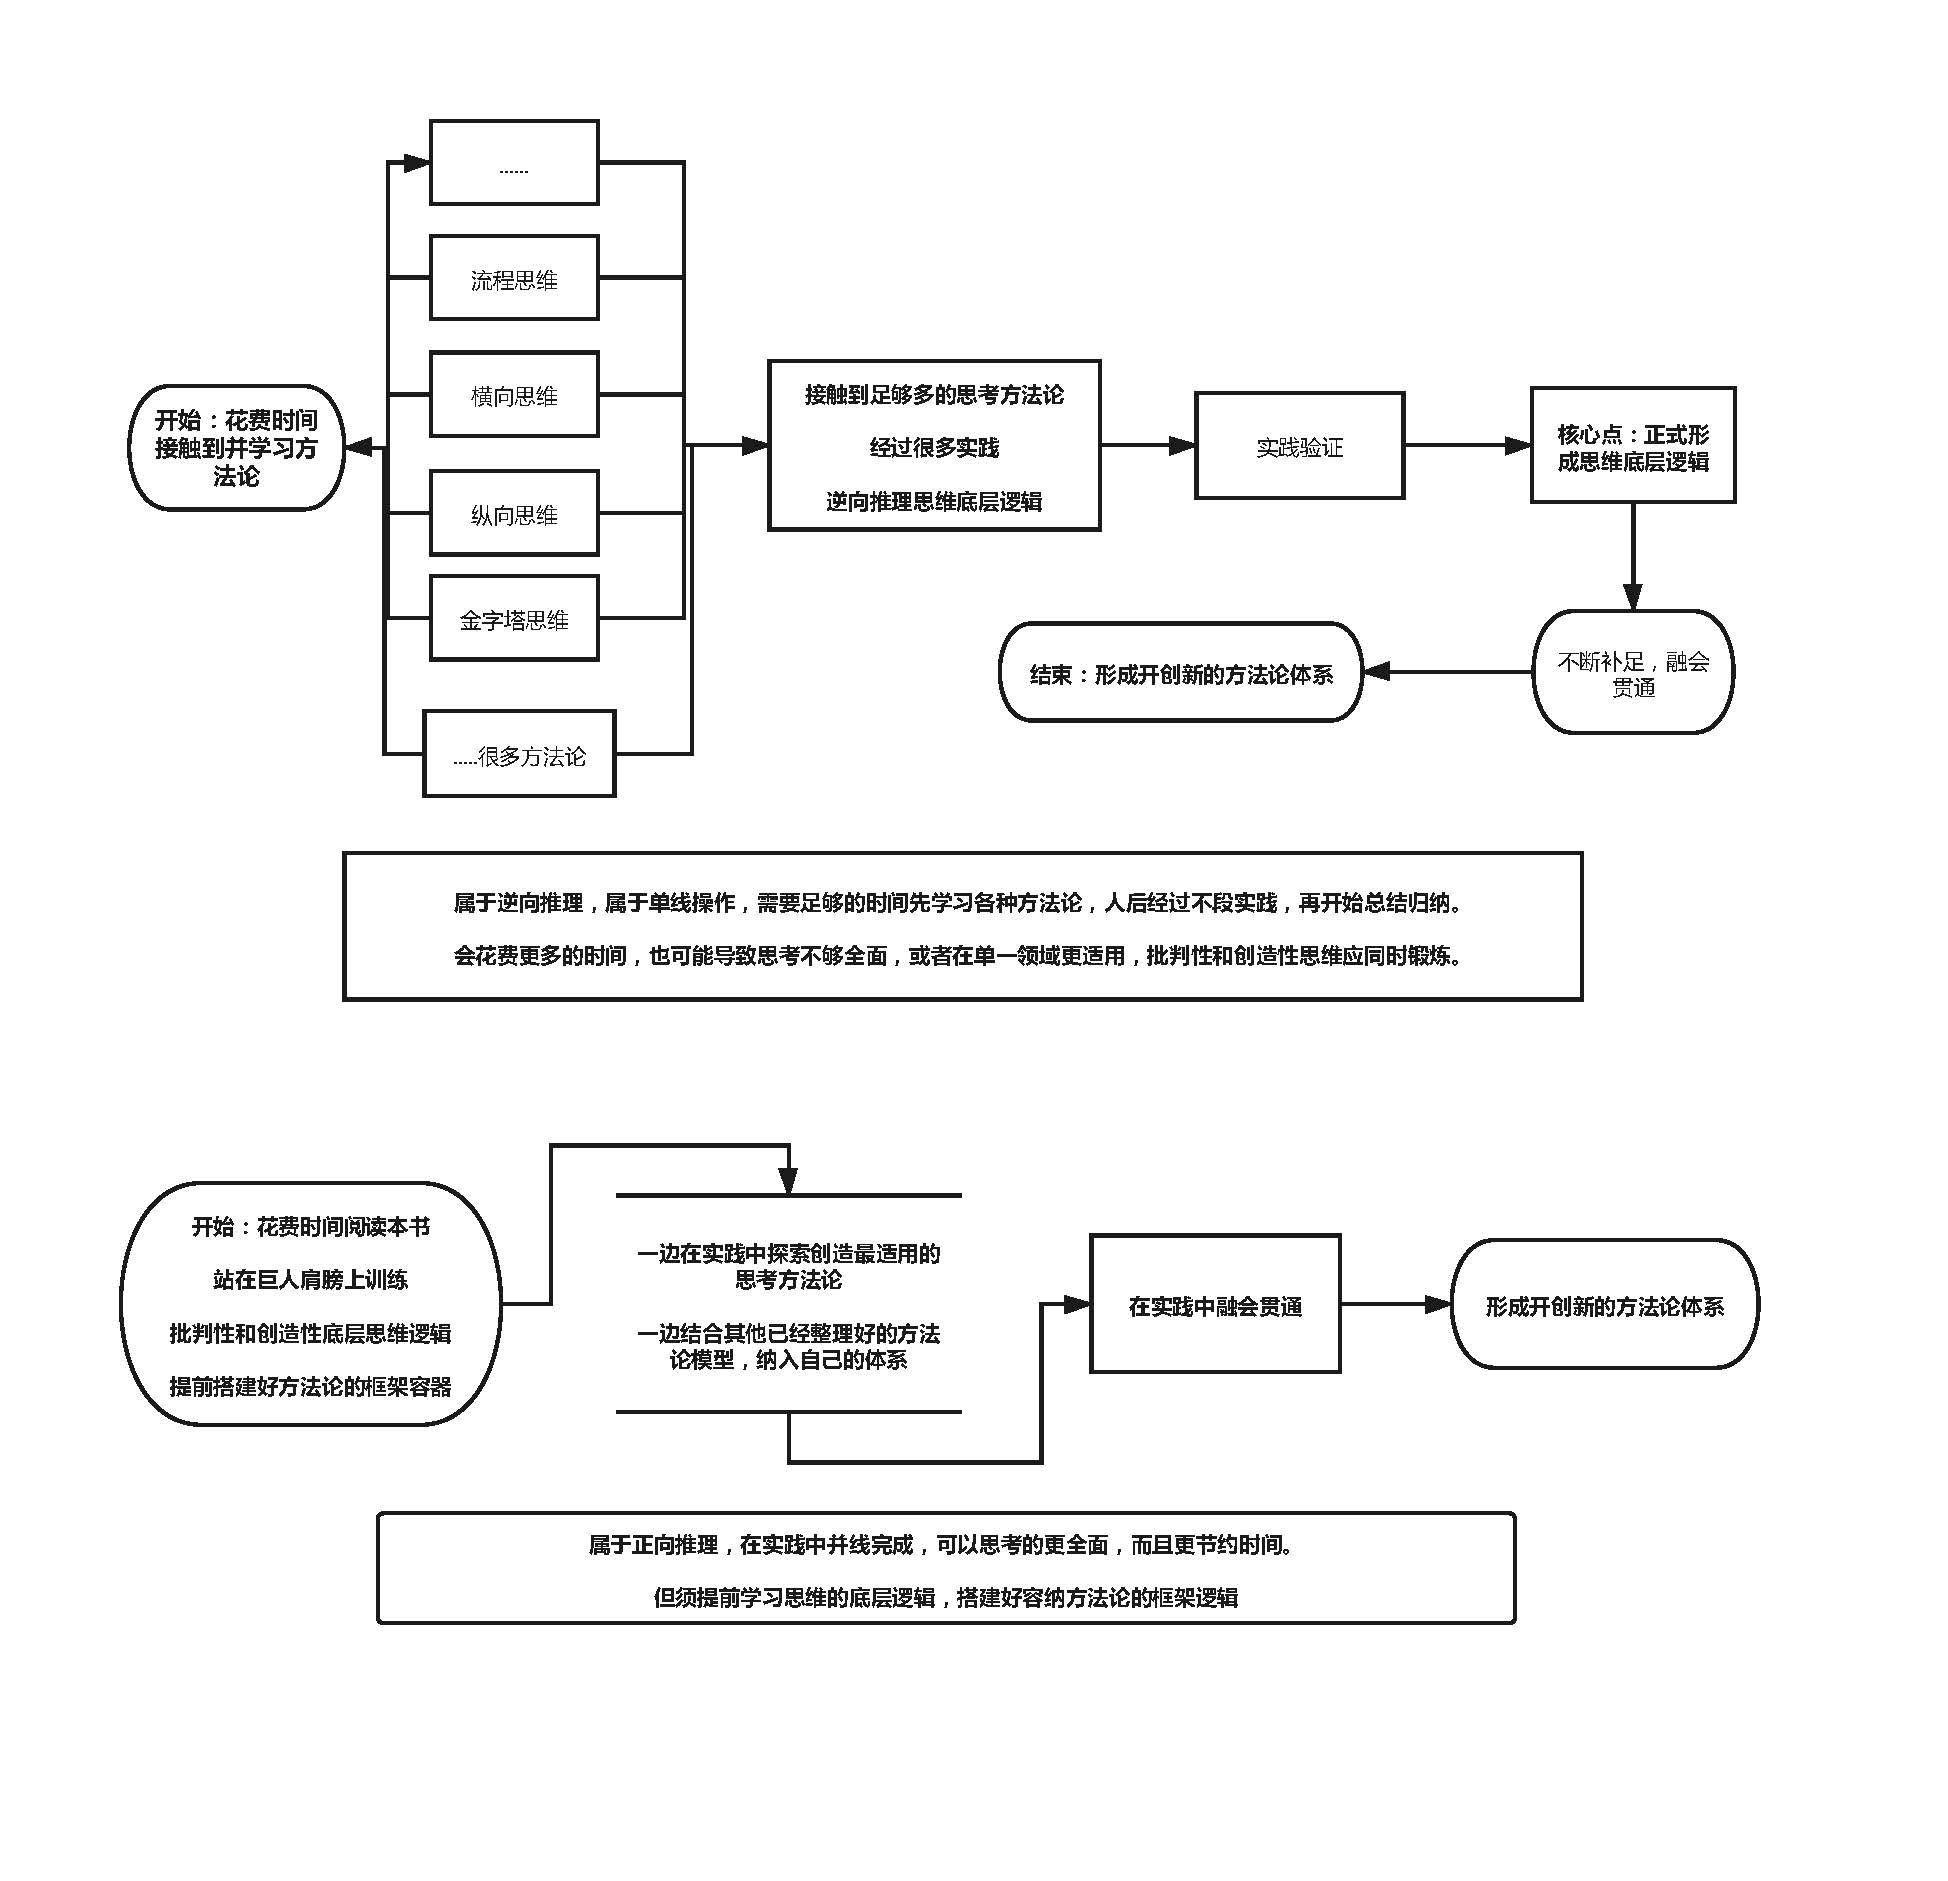 ......
流程思维
横向思维
开始：花费时间
接触到并学习方
法论
纵向思维
金字塔思维
.....很多方法论
接触到足够多的思考方法论
经过很多实践
逆向推理思维底层逻辑
实践验证
核心点：正式形
成思维底层逻辑
不断补足，融会
贯通
结束：形成开创新的方法论体系
属于逆向推理，属于单线操作，需要足够的时间先学习各种方法论，人后经过不段实践，再开始总结归纳。
会花费更多的时间，也可能导致思考不够全面，或者在单一领域更适用，批判性和创造性思维应同时锻炼。
开始：花费时间阅读本书
站在巨人肩膀上训练
批判性和创造性底层思维逻辑
提前搭建好方法论的框架容器
一边在实践中探索创造最适用的
思考方法论
一边结合其他已经整理好的方法
论模型，纳入自己的体系
在实践中融会贯通
形成开创新的方法论体系
属于正向推理，在实践中并线完成，可以思考的更全面，而且更节约时间。
但须提前学习思维的底层逻辑，搭建好容纳方法论的框架逻辑